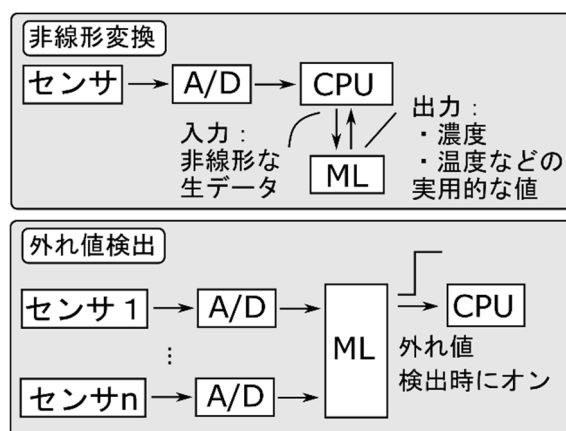 非線形変換
センサ
A/D
CPU
入力：
非線形な
生データ
ML
出力：
・濃度
・温度などの
実用的な値
外れ値検出
センサ1
A/D
⋮
センサn
A/D
ML
CPU
外れ値
検出時にオン